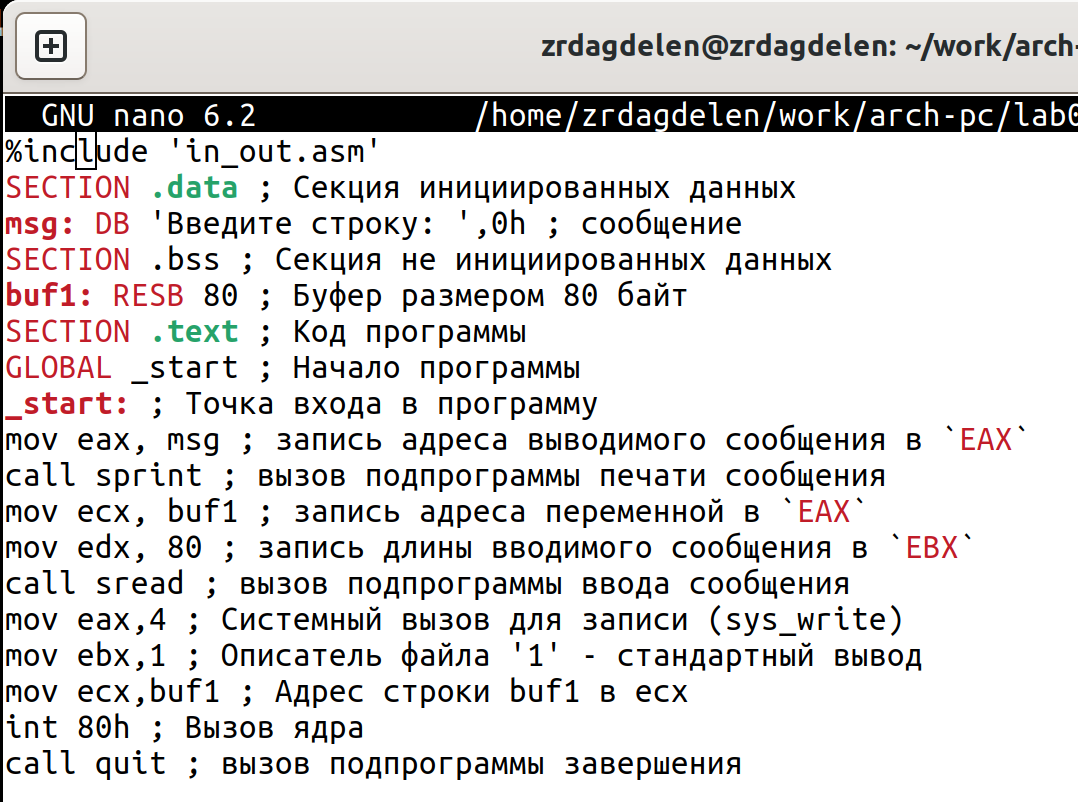 zrdagdelen@zrdagdelen: ~/work/arch-
GNU nano 6.2 /home/zrdagdelen/work/arch-pc/lab0
%include 'in_out.asm'
SECTION .data ; Секция инициированных данных
msg: DB 'Введите строку: ',0h ; сообщение
SECTION .bss ; Секция не инициированных данных
buf1: RESB 80 ; Буфер размером 80 байт
SECTION .text ; Код программы
GLOBAL _start ; Начало программы
_start: ; Точка входа в программу
mov eax, msg ; запись адреса выводимого сообщения в `EAX`
call sprint ; вызов подпрограммы печати сообщения
mov ecx, buf1 ; запись адреса переменной в `EAX`
mov edx, 80 ; запись длины вводимого сообщения в `EBX`
call sread ; вызов подпрограммы ввода сообщения
mov eax,4 ; Системный вызов для записи (sys_write)
mov ebx,1 ; Описатель файла '1' - стандартный вывод
mov ecx,buf1 ; Адрес строки buf1 в ecx
int 80h ; Вызов ядра
call quit ; вызов подпрограммы завершения